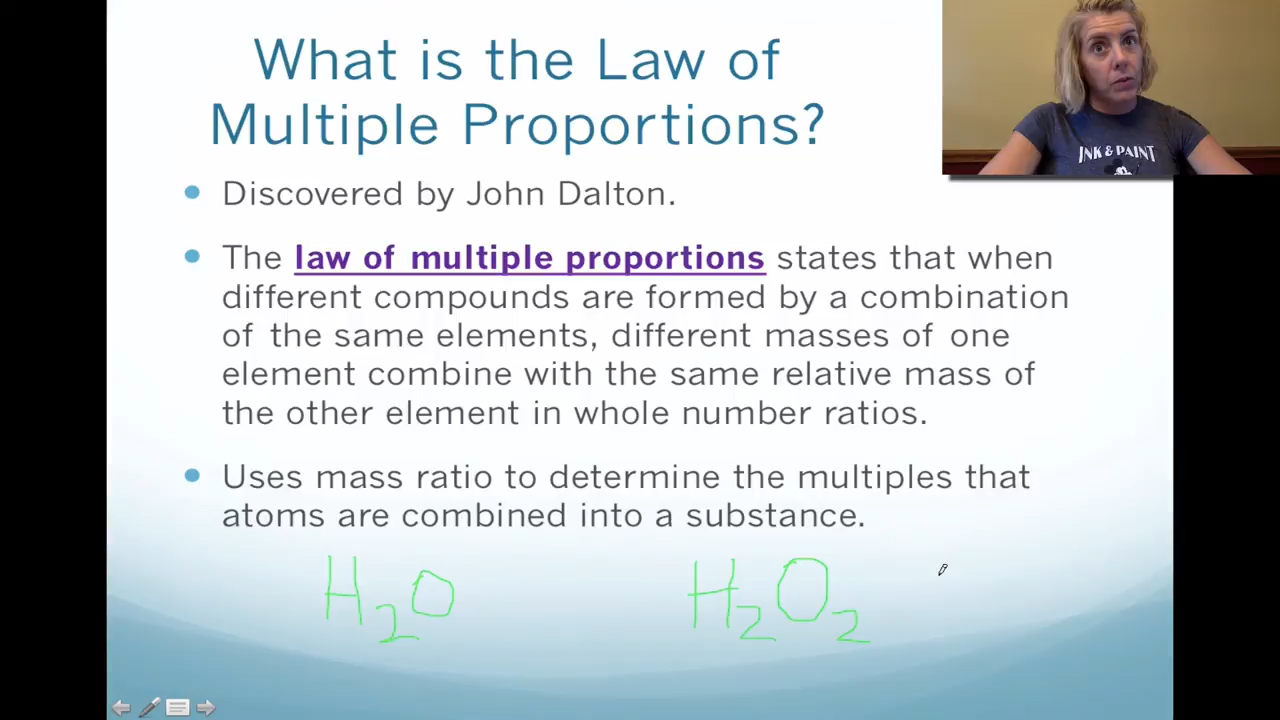 What is the Law of
Multiple Proportions?
INK & PAINT
Discovered by John Dalton.
The law of multiple proportions states that when
different compounds are formed by a combination
of the same elements, different masses of one
element combine with the same relative mass of
the other element in whole number ratios.
Uses mass ratio to determine the multiples that
atoms are combined into a substance.
H₂O
H₂O₂